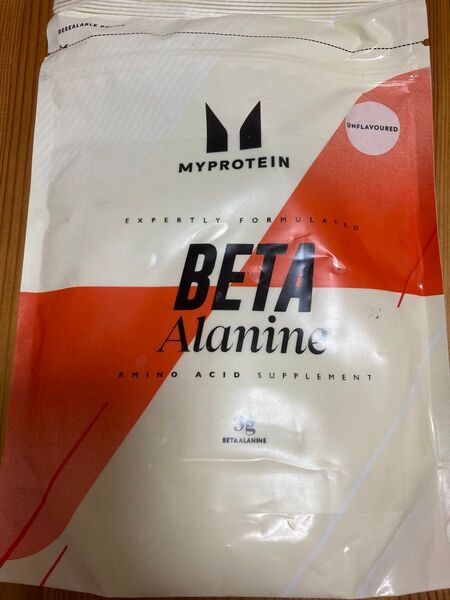 RESEALABLE POUCH
UNFLAVOURED
MYPROTEIN
EXPERTLY FORMULATED
BETA
Alanine
AMINO ACID SUPPLEMENT
3g
BETA ALANINE